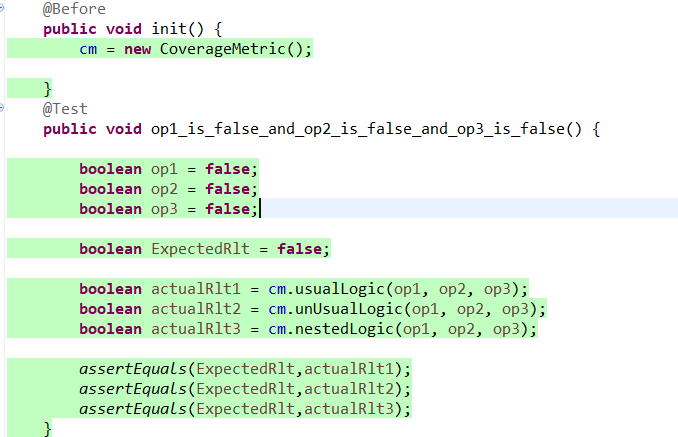 @Before
public void init() {
cm = new CoverageMetric();
}
@Test
public void op1_is_false_and_op2_is_false_and_op3_is_false() {
boolean op1 = false;
boolean op2 = false;
boolean op3 = false;
boolean ExpectedRlt = false;
boolean actualRlt1 = cm.usualLogic(op1, op2, op3);
boolean actualRlt2 = cm.unUsualLogic(op1, op2, op3);
boolean actualRlt3 = cm.nestedLogic(op1, op2, op3);
assertEquals(ExpectedRlt,actualRlt1);
assertEquals(ExpectedRlt,actualRlt2);
assertEquals(ExpectedRlt,actualRlt3);
}